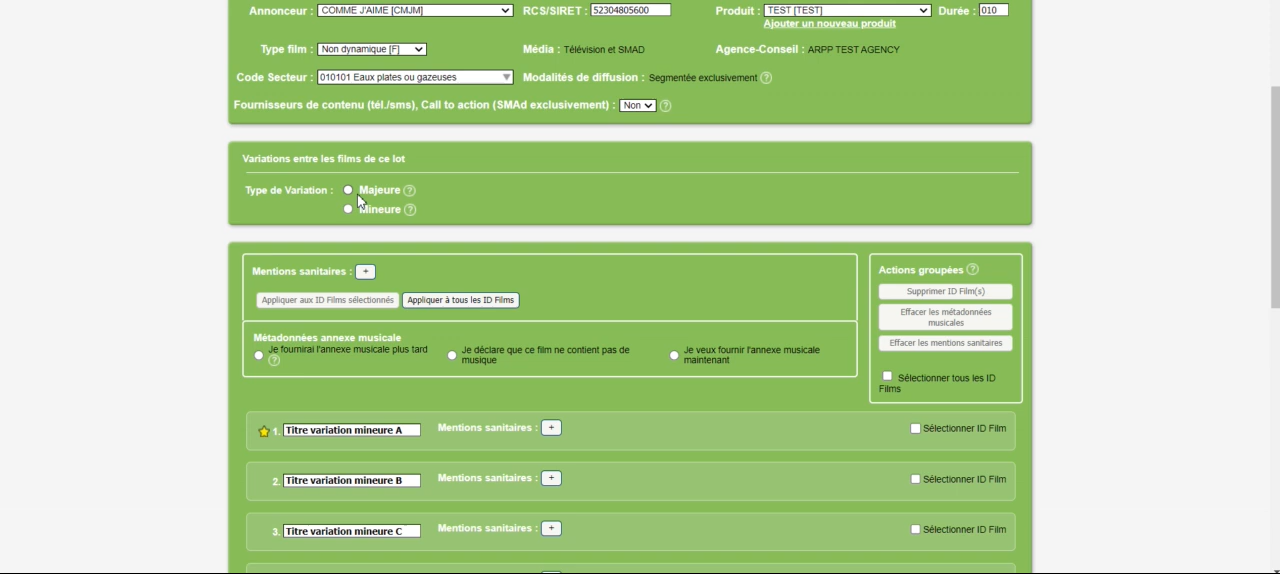 Annonceur : COMME J'AIME [CMJM] RCS/SIRET : 52304805600 Produit : TEST [TEST] Durée : 010
Ajouter un nouveau produit
Type film : Non dynamique [F] Média : Télévision et SMAD Agence-Conseil : ARPP TEST AGENCY
Code Secteur : 010101 Eaux plates ou gazeuses Modalités de diffusion : Segmentée exclusivement ?
Fournisseurs de contenu (tél./sms), Call to action (SMAd exclusivement) : Non ?
Variations entre les films de ce lot
Type de Variation : Majeure ?
Mineure ?
Mentions sanitaires : +
Appliquer aux ID Films sélectionnés Appliquer à tous les ID Films
Métadonnées annexe musicale
Je fournirai l'annexe musicale plus tard ?
Je déclare que ce film ne contient pas de
musique
Je veux fournir l'annexe musicale
maintenant
Actions groupées ?
Supprimer ID Film(s)
Effacer les métadonnées
musicales
Effacer les mentions sanitaires
Sélectionner tous les ID
Films
1. Titre variation mineure A Mentions sanitaires : + Sélectionner ID Film
2. Titre variation mineure B Mentions sanitaires : + Sélectionner ID Film
3. Titre variation mineure C Mentions sanitaires : + Sélectionner ID Film